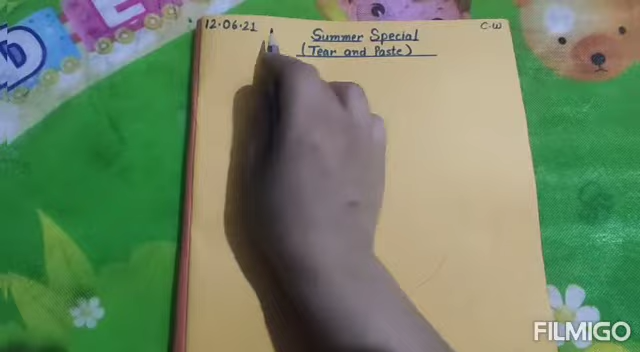 12.06.21 Summer Special C.W
(Tear and Paste)
D E
FILMIGO